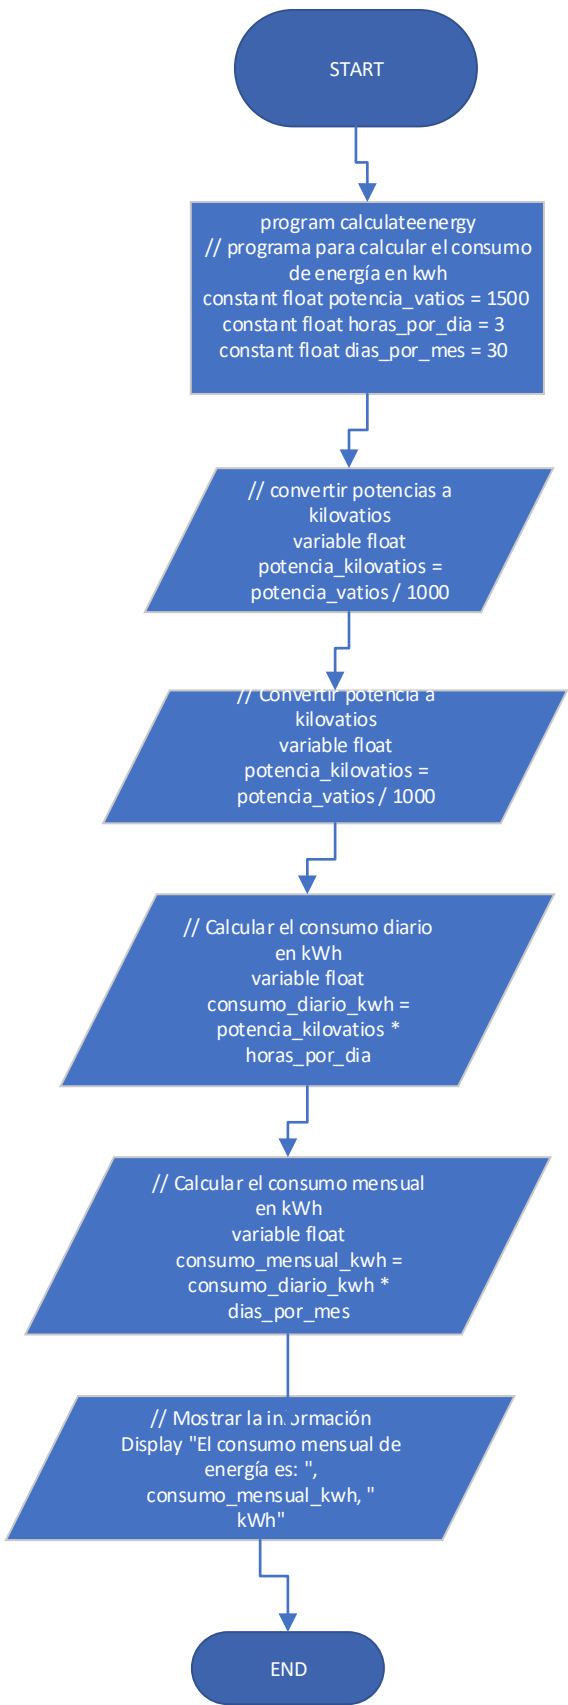 START
program calculateenergy
// programa para calcular el consumo
de energía en kwh
constant float potencia_vatios = 1500
constant float horas_por_dia = 3
constant float dias_por_mes = 30
// convertir potencias a
kilovatios
variable float
potencia_kilovatios =
potencia_vatios / 1000
// Convertir potencia a
kilovatios
variable float
potencia_kilovatios =
potencia_vatios / 1000
// Calcular el consumo diario
en kWh
variable float
consumo_diario_kwh =
potencia_kilovatios *
horas_por_dia
// Calcular el consumo mensual
en kWh
variable float
consumo_mensual_kwh =
consumo_diario_kwh *
dias_por_mes
// Mostrar la información
Display "El consumo mensual de
energía es: ",
consumo_mensual_kwh, "
kWh"
END